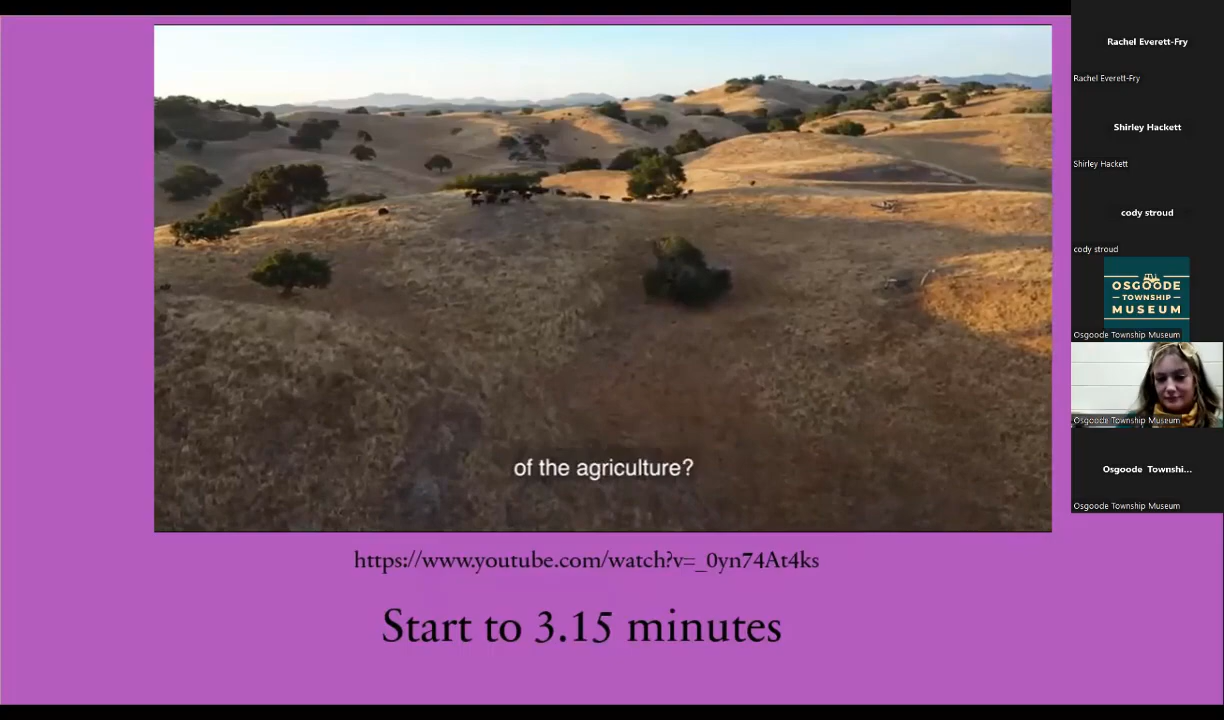 of the agriculture?
https://www.youtube.com/watch?v=_0yn74At4ks
Start to 3.15 minutes
Rachel Everett-Fry
Rachel Everett-Fry
Shirley Hackett
Shirley Hackett
cody stroud
cody stroud
OSGOODE
TOWNSHIP
MUSEUM
Osgoode Township Museum
Osgoode Township Museum
Osgoode Townshi...
Osgoode Township Museum